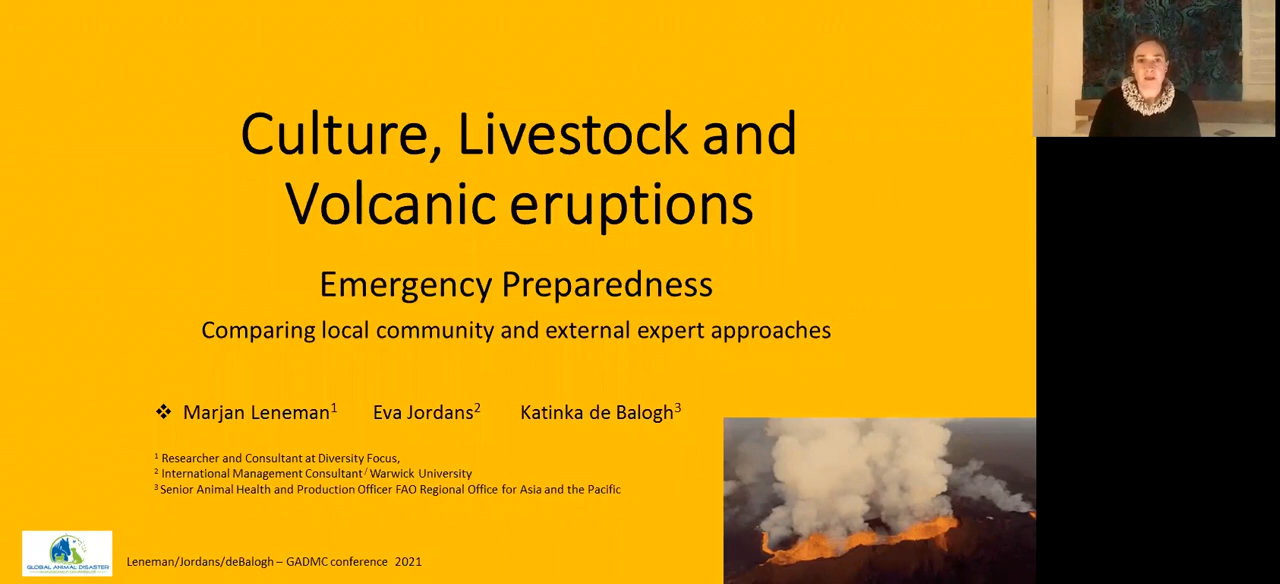 Culture, Livestock and
Volcanic eruptions
Emergency Preparedness
Comparing local community and external expert approaches
❖ Marjan Leneman¹ Eva Jordans² Katinka de Balogh³
¹ Researcher and Consultant at Diversity Focus,
² International Management Consultant / Warwick University
³ Senior Animal Health and Production Officer FAO Regional Office for Asia and the Pacific
GLOBAL ANIMAL DISASTER
Leneman/Jordans/deBalogh – GADMC conference 2021